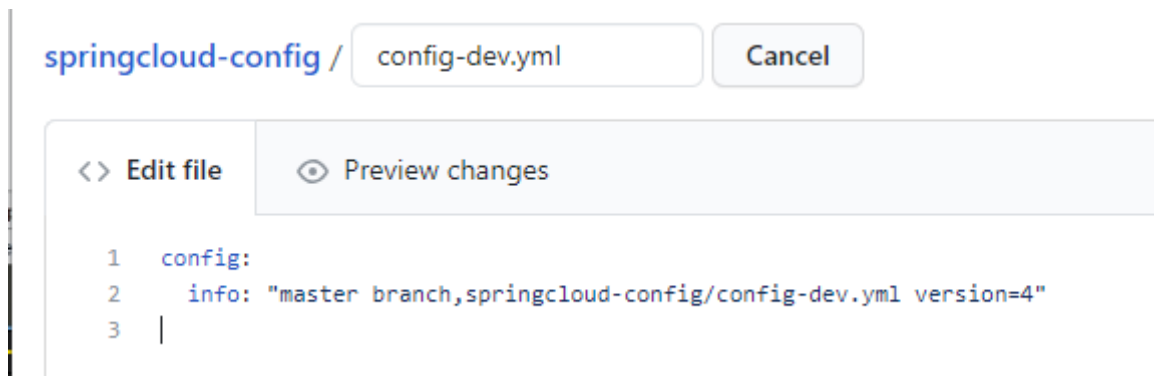 springcloud-config / config-dev.yml Cancel
<> Edit file Preview changes
1 config:
2 info: "master branch,springcloud-config/config-dev.yml version=4"
3